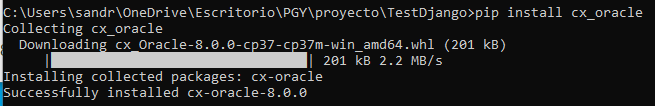 C:\Users\sandr\OneDrive\Escritorio\PGY\proyecto\TestDjango>pip install cx_oracle
Collecting cx_oracle
  Downloading cx_Oracle-8.0.0-cp37-cp37m-win_amd64.whl (201 kB)
     |████████████████████████████████| 201 kB 2.2 MB/s
Installing collected packages: cx-oracle
Successfully installed cx-oracle-8.0.0